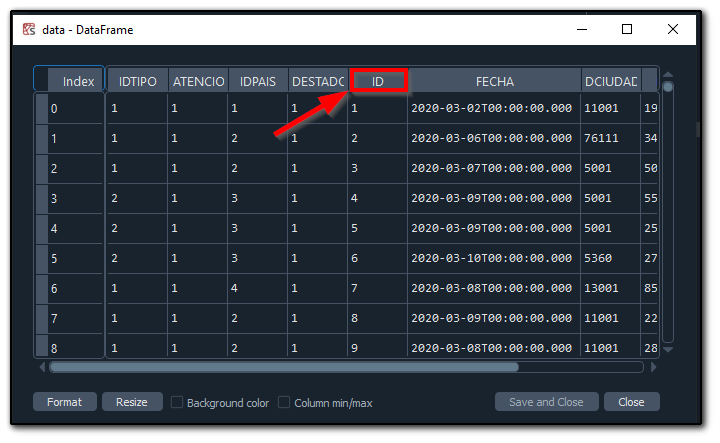 data - DataFrame
Index IDTIPO ATENCIO IDPAIS DESTADO ID FECHA DCIUDAD
0 1 1 1 1 1 2020-03-02T00:00:00.000 11001 19
1 1 1 2 1 2 2020-03-06T00:00:00.000 76111 34
2 1 1 2 1 3 2020-03-07T00:00:00.000 5001 50
3 2 1 3 1 4 2020-03-09T00:00:00.000 5001 55
4 2 1 3 1 5 2020-03-09T00:00:00.000 5001 25
5 2 1 3 1 6 2020-03-10T00:00:00.000 5360 27
6 1 1 4 1 7 2020-03-08T00:00:00.000 13001 85
7 1 1 2 1 8 2020-03-09T00:00:00.000 11001 22
8 1 1 2 1 9 2020-03-08T00:00:00.000 11001 28
Format Resize Background color Column min/max Save and Close Close